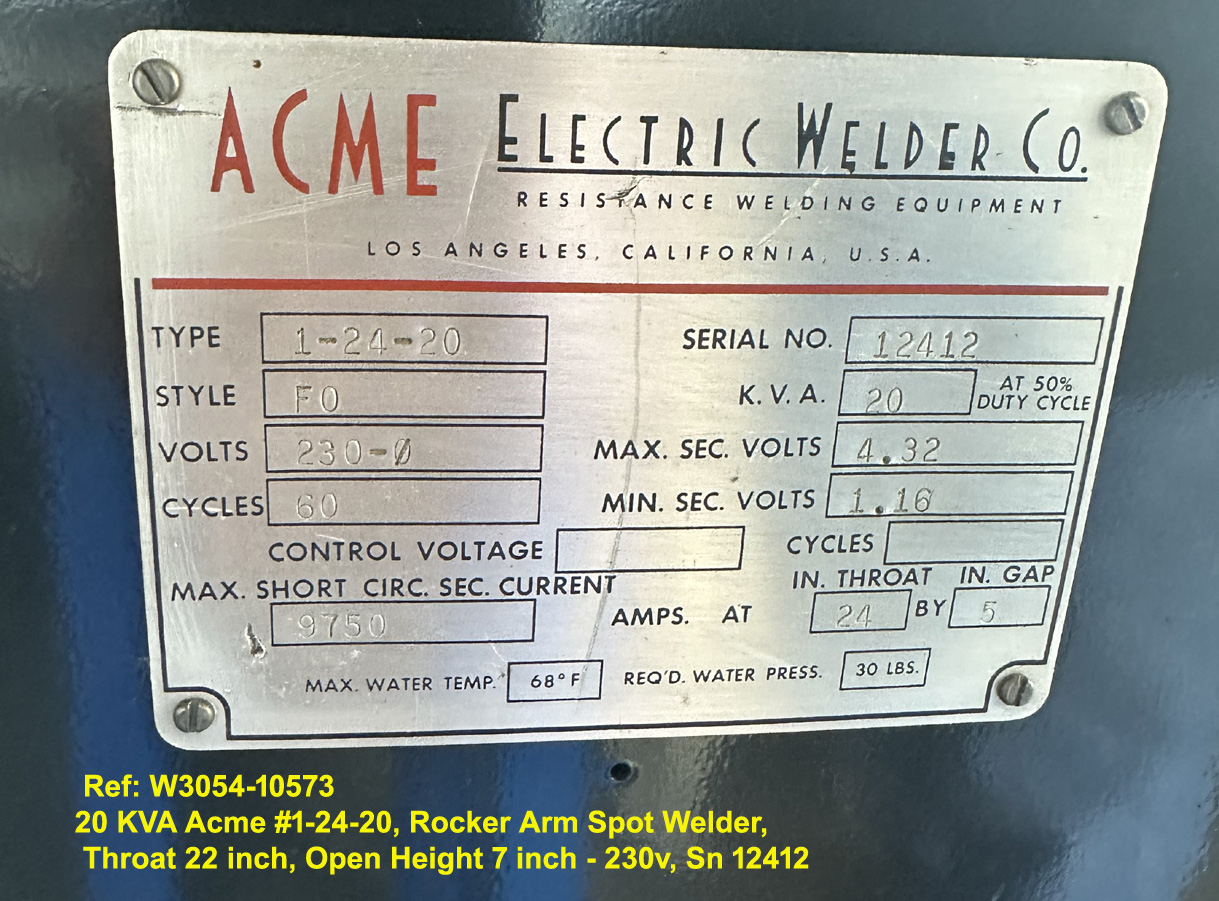 ACME ELECTRIC WELDER CO.
RESISTANCE WELDING EQUIPMENT
LOS ANGELES, CALIFORNIA, U.S.A.
TYPE 1-24-20 SERIAL NO. 12412
STYLE FO K.V.A. 20 AT 50% DUTY CYCLE
VOLTS 230-Ø MAX. SEC. VOLTS 4.32
CYCLES 60 MIN. SEC. VOLTS 1.16
CONTROL VOLTAGE CYCLES
MAX. SHORT CIRC. SEC. CURRENT IN. THROAT IN. GAP
9750 AMPS. AT 24 BY 5
MAX. WATER TEMP. 68°F REQ'D. WATER PRESS. 30 LBS.
Ref: W3054-10573
20 KVA Acme #1-24-20, Rocker Arm Spot Welder,
Throat 22 inch, Open Height 7 inch - 230v, Sn 12412